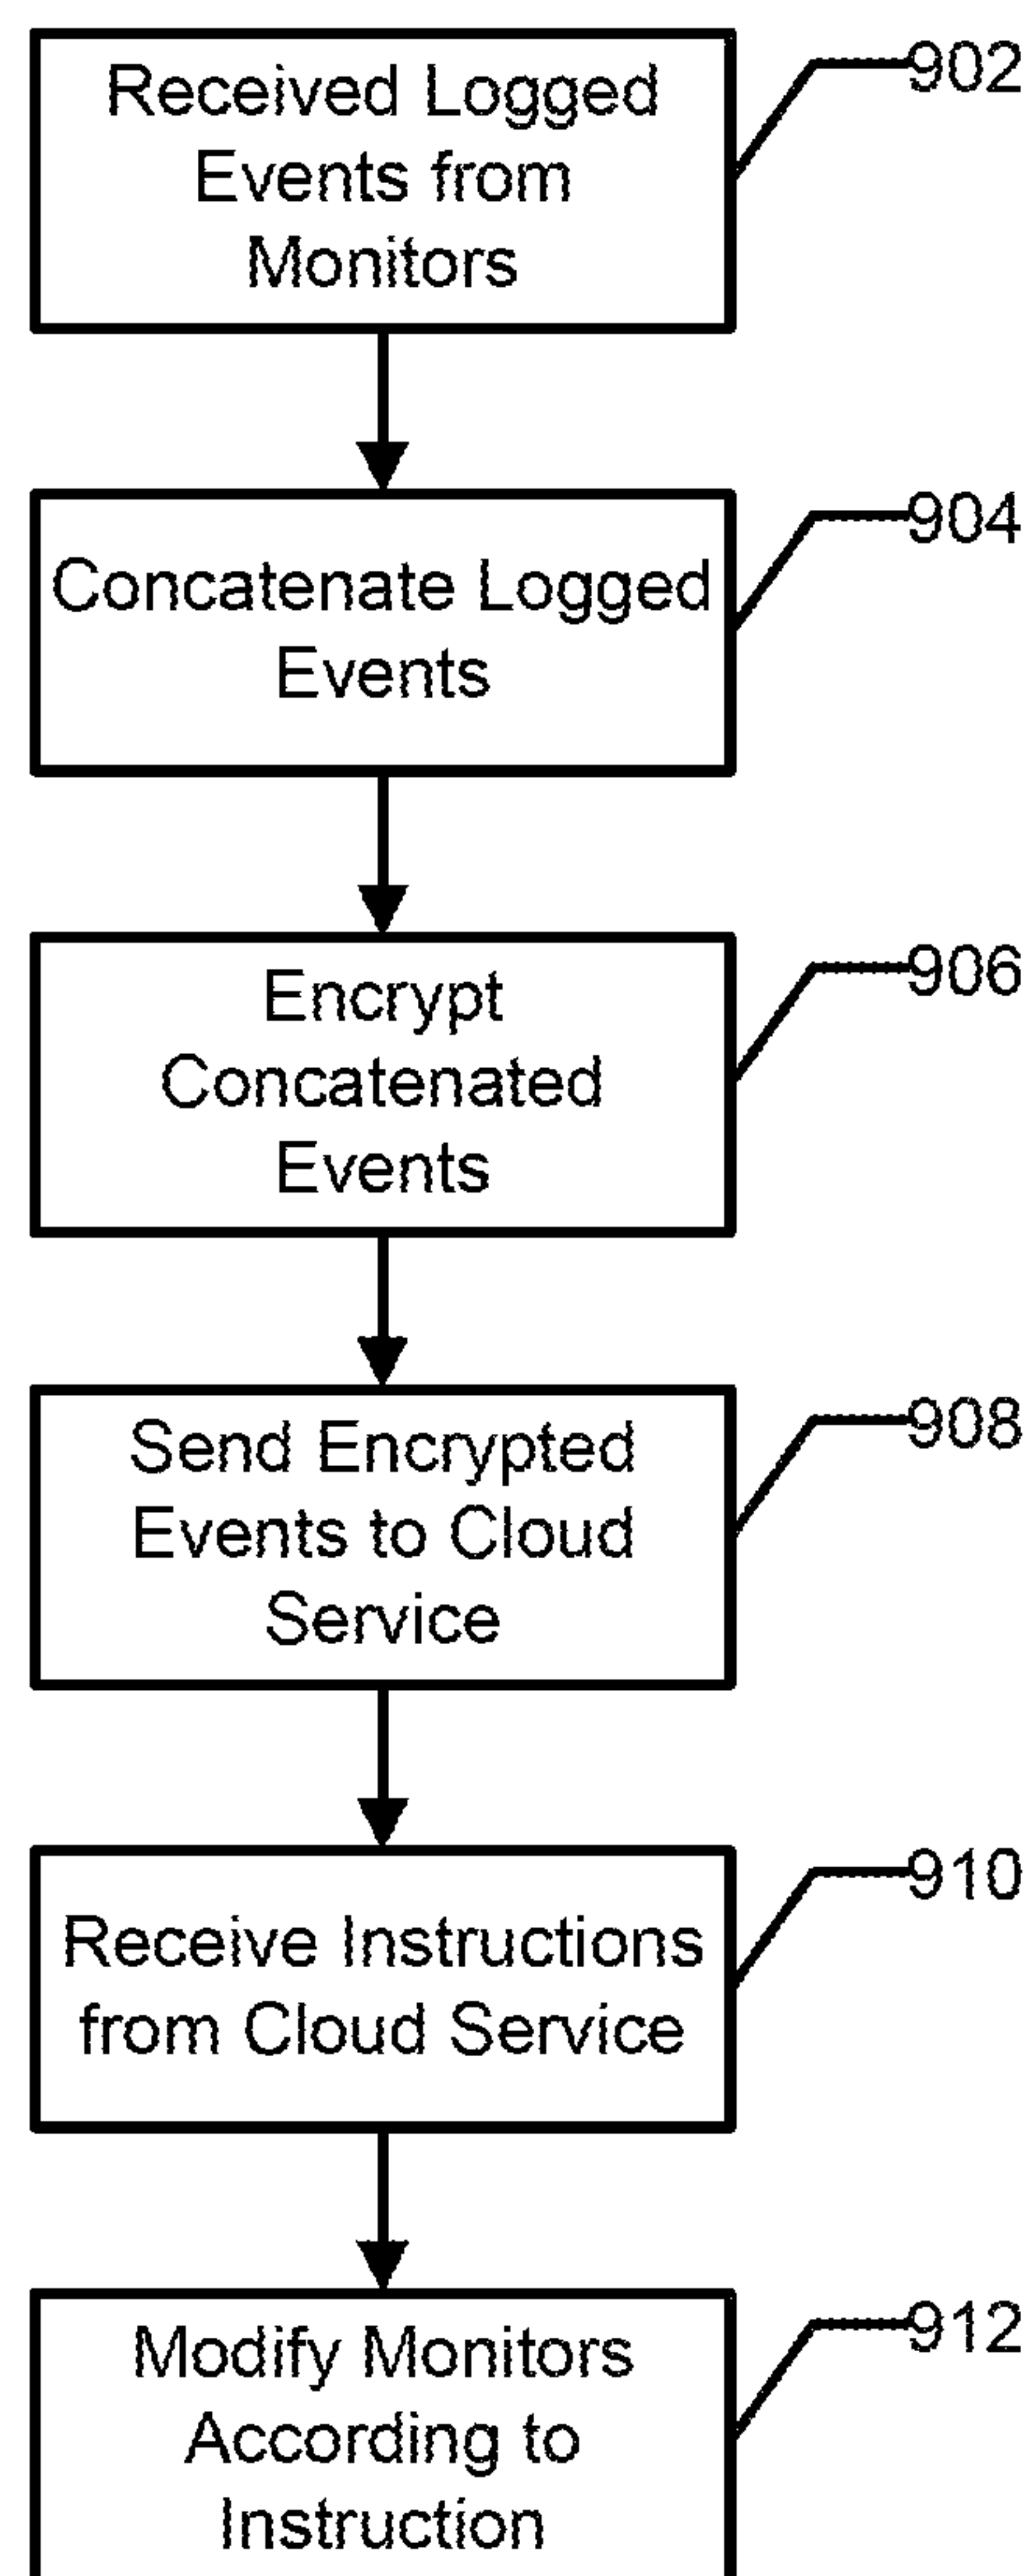 Received Logged
Events from
Monitors
902
Concatenate Logged
Events
904
Encrypt
Concatenated
Events
906
Send Encrypted
Events to Cloud
Service
908
Receive Instructions
from Cloud Service
910
Modify Monitors
According to
Instruction
912